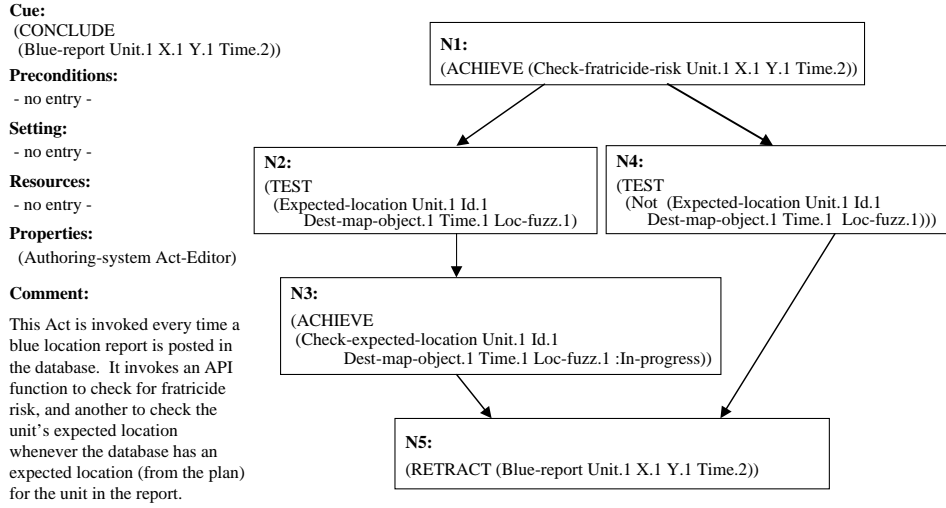 Cue:
(CONCLUDE
(Blue-report Unit.1 X.1 Y.1 Time.2))
Preconditions:
- no entry -
Setting:
- no entry -
Resources:
- no entry -
Properties:
(Authoring-system Act-Editor)
Comment:
This Act is invoked every time a
blue location report is posted in
the database. It invokes an API
function to check for fratricide
risk, and another to check the
unit's expected location
whenever the database has an
expected location (from the plan)
for the unit in the report.
N1:
(ACHIEVE (Check-fratricide-risk Unit.1 X.1 Y.1 Time.2))
N2:
(TEST
(Expected-location Unit.1 Id.1
Dest-map-object.1 Time.1 Loc-fuzz.1)
N4:
(TEST
(Not (Expected-location Unit.1 Id.1
Dest-map-object.1 Time.1 Loc-fuzz.1)))
N3:
(ACHIEVE
(Check-expected-location Unit.1 Id.1
Dest-map-object.1 Time.1 Loc-fuzz.1 :In-progress))
N5:
(RETRACT (Blue-report Unit.1 X.1 Y.1 Time.2))